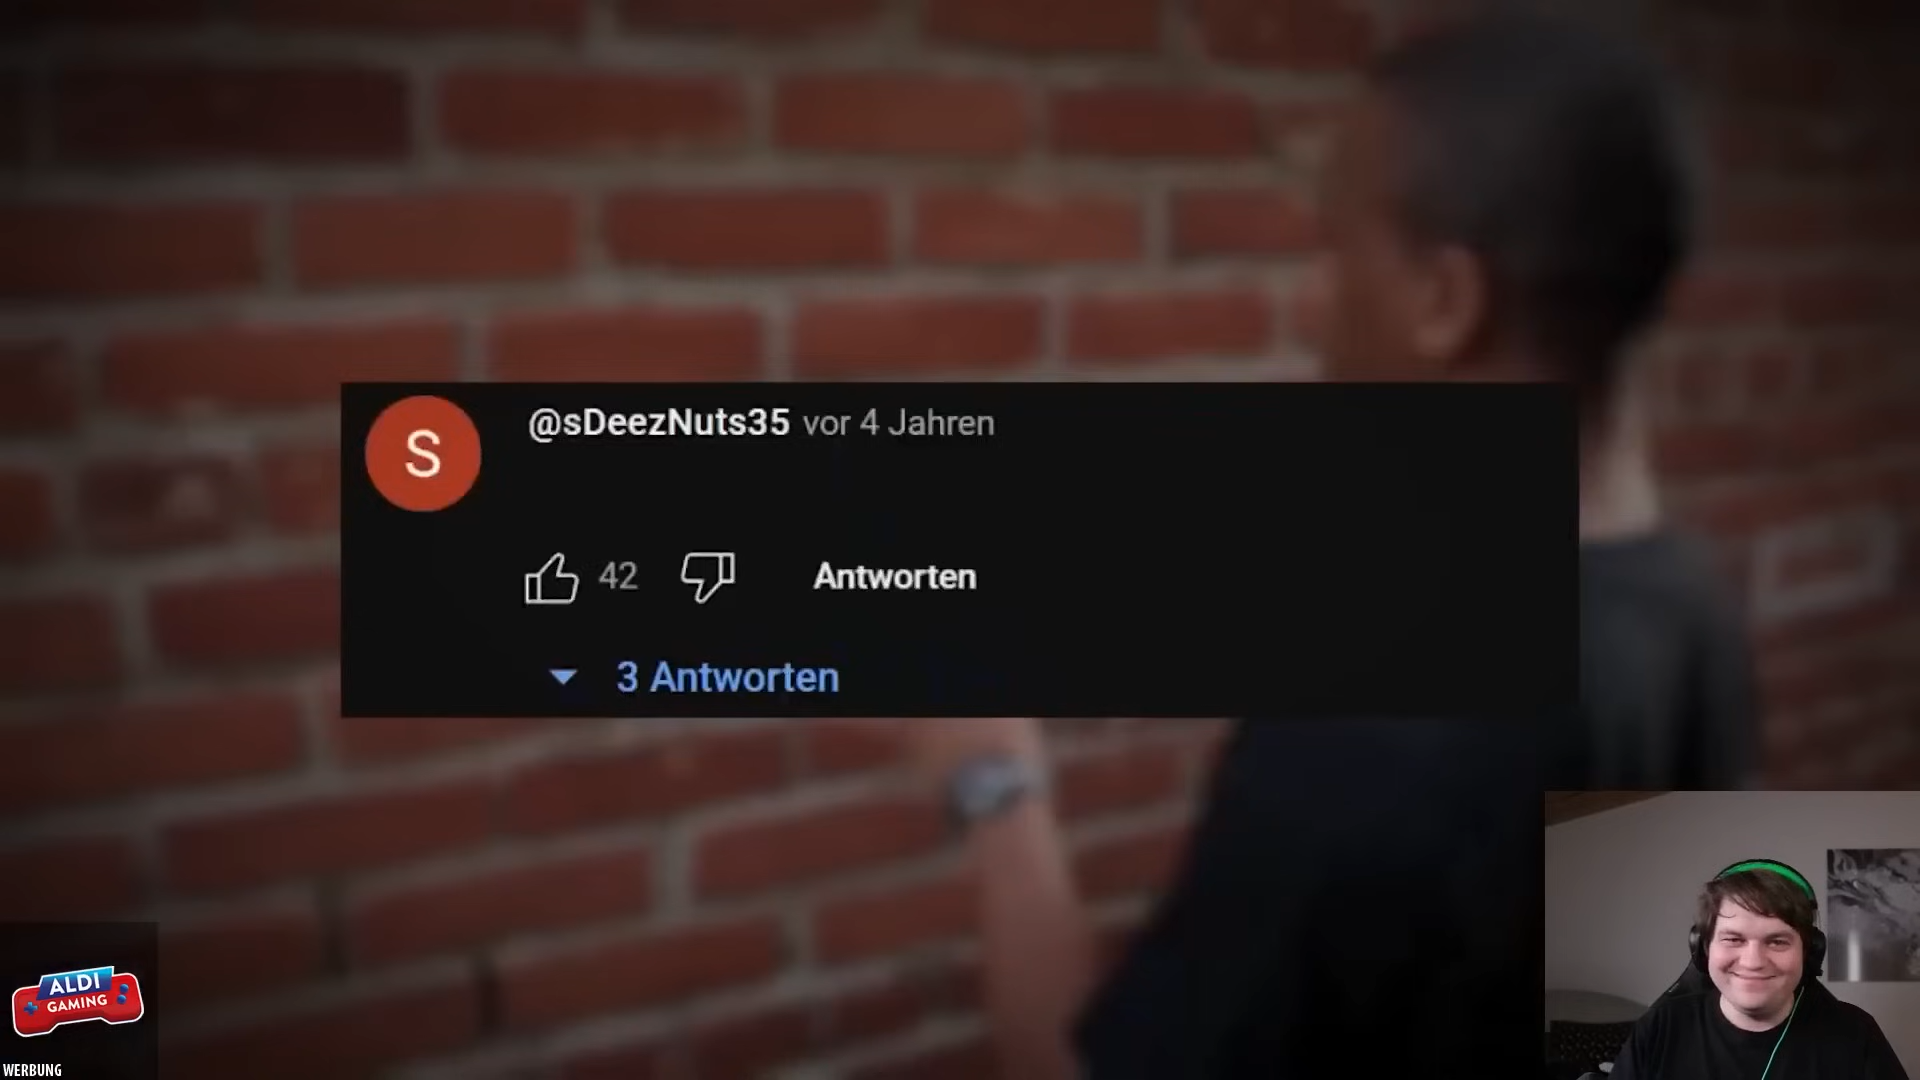 S
@sDeezNuts35 vor 4 Jahren
42
Antworten
3 Antworten
ALDI
GAMING
WERBUNG